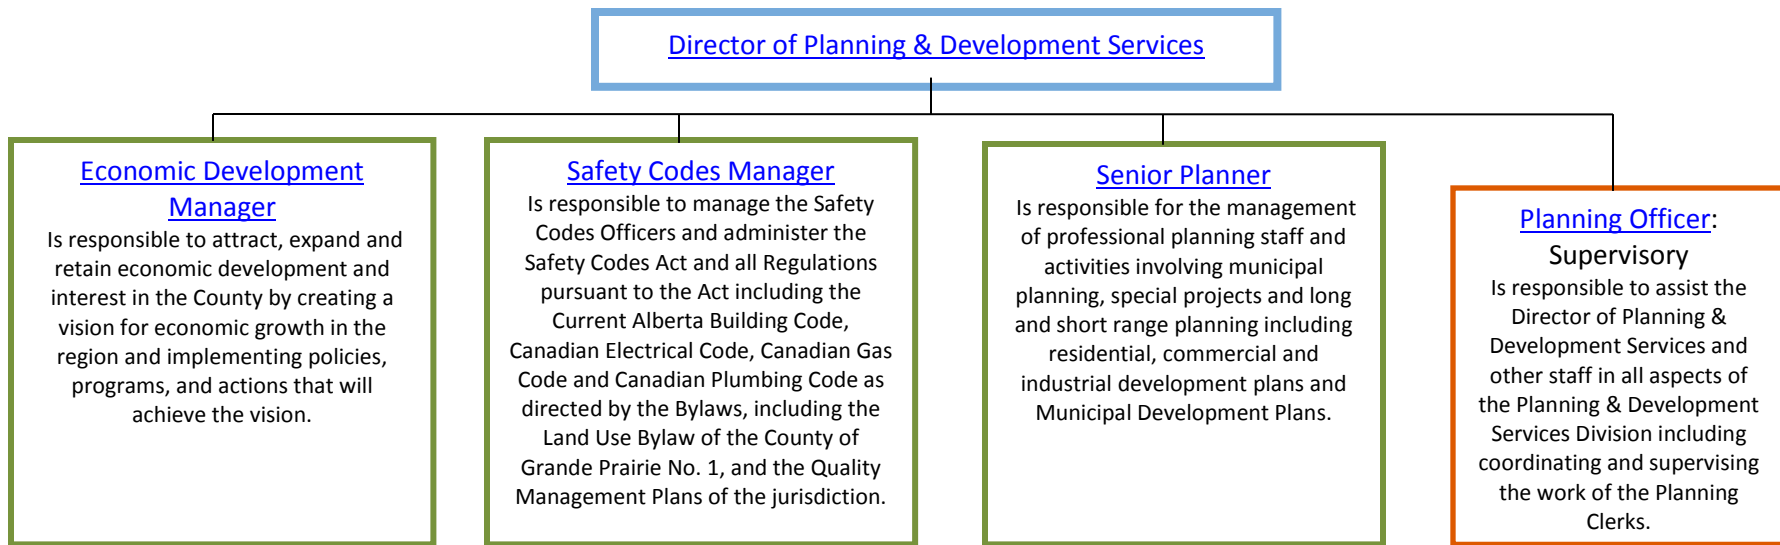 Director of Planning & Development Services
Economic Development
Manager
Is responsible to attract, expand and
retain economic development and
interest in the County by creating a
vision for economic growth in the
region and implementing policies,
programs, and actions that will
achieve the vision.
Safety Codes Manager
Is responsible to manage the Safety
Codes Officers and administer the
Safety Codes Act and all Regulations
pursuant to the Act including the
Current Alberta Building Code,
Canadian Electrical Code, Canadian Gas
Code and Canadian Plumbing Code as
directed by the Bylaws, including the
Land Use Bylaw of the County of
Grande Prairie No. 1, and the Quality
Management Plans of the jurisdiction.
Senior Planner
Is responsible for the management
of professional planning staff and
activities involving municipal
planning, special projects and long
and short range planning including
residential, commercial and
industrial development plans and
Municipal Development Plans.
Planning Officer:
Supervisory
Is responsible to assist the
Director of Planning &
Development Services and
other staff in all aspects of
the Planning & Development
Services Division including
coordinating and supervising
the work of the Planning
Clerks.